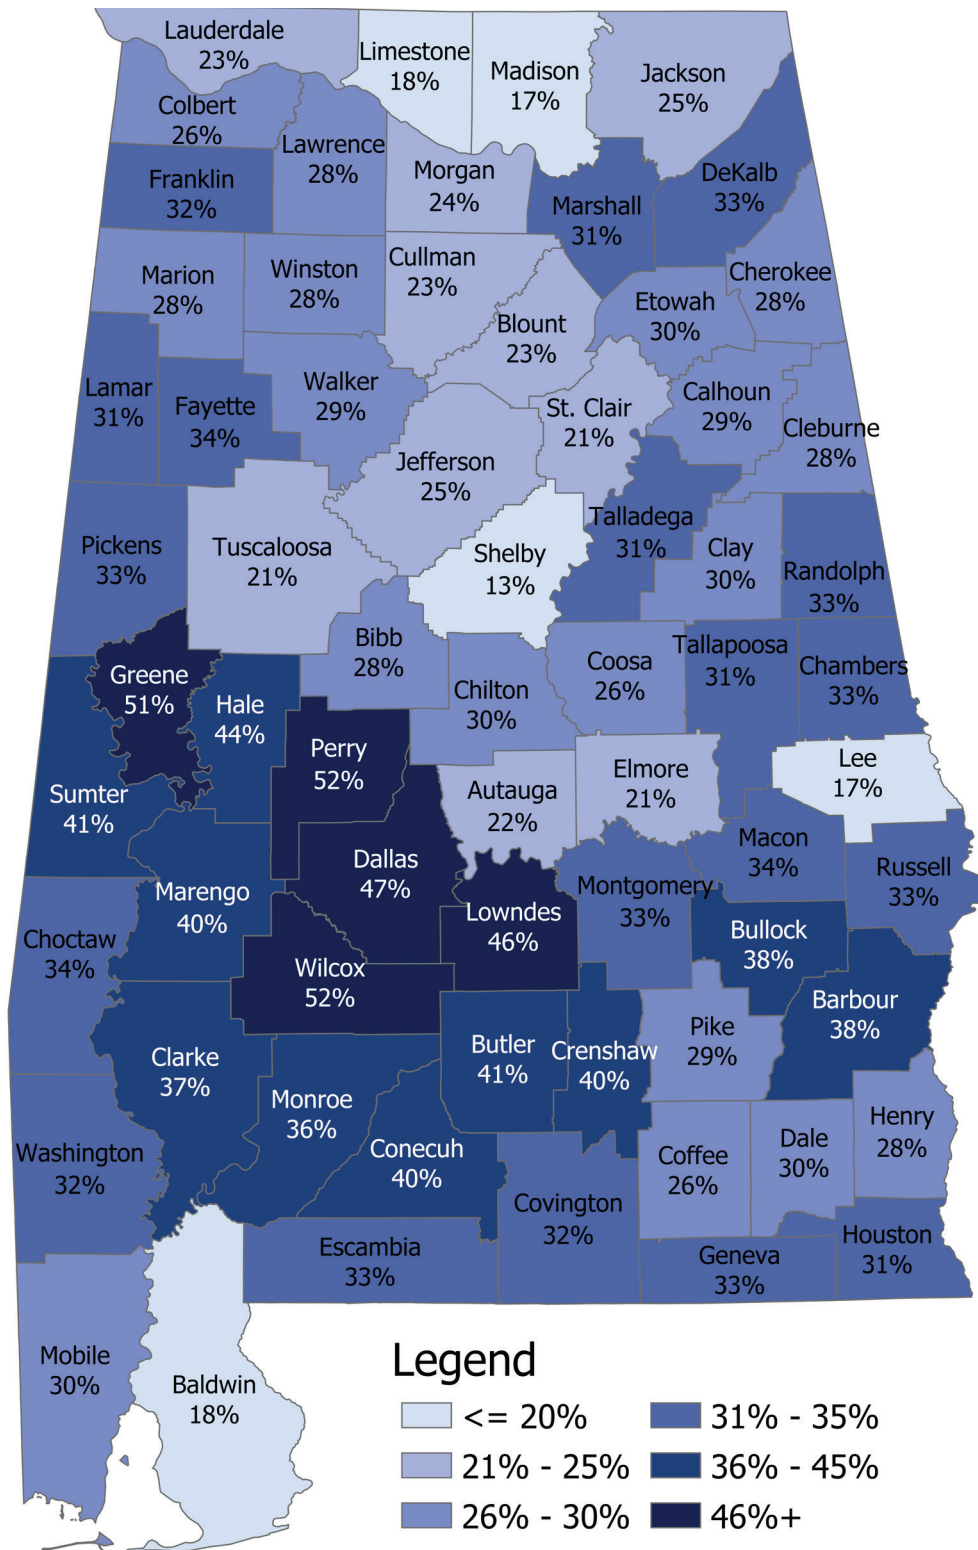 Lauderdale
23%
Limestone
18%
Madison
17%
Jackson
25%
Colbert
26%
Lawrence
28%
Franklin
32%
Morgan
24%
Marshall
31%
DeKalb
33%
Marion
28%
Winston
28%
Cullman
23%
Blount
23%
Etowah
30%
Cherokee
28%
Lamar
31%
Fayette
34%
Walker
29%
Jefferson
25%
St. Clair
21%
Calhoun
29%
Cleburne
28%
Pickens
33%
Tuscaloosa
21%
Shelby
13%
Talladega
31%
Clay
30%
Randolph
33%
Greene
51%
Hale
44%
Bibb
28%
Chilton
30%
Coosa
26%
Tallapoosa
31%
Chambers
33%
Sumter
41%
Perry
52%
Autauga
22%
Elmore
21%
Lee
17%
Marengo
40%
Dallas
47%
Lowndes
46%
Montgomery
33%
Macon
34%
Russell
33%
Choctaw
34%
Wilcox
52%
Bullock
38%
Barbour
38%
Clarke
37%
Monroe
36%
Butler
41%
Crenshaw
40%
Pike
29%
Henry
28%
Washington
32%
Conecuh
40%
Covington
32%
Coffee
26%
Dale
30%
Escambia
33%
Geneva
33%
Houston
31%
Mobile
30%
Baldwin
18%
Legend
<= 20%
21% - 25%
26% - 30%
31% - 35%
36% - 45%
46%+